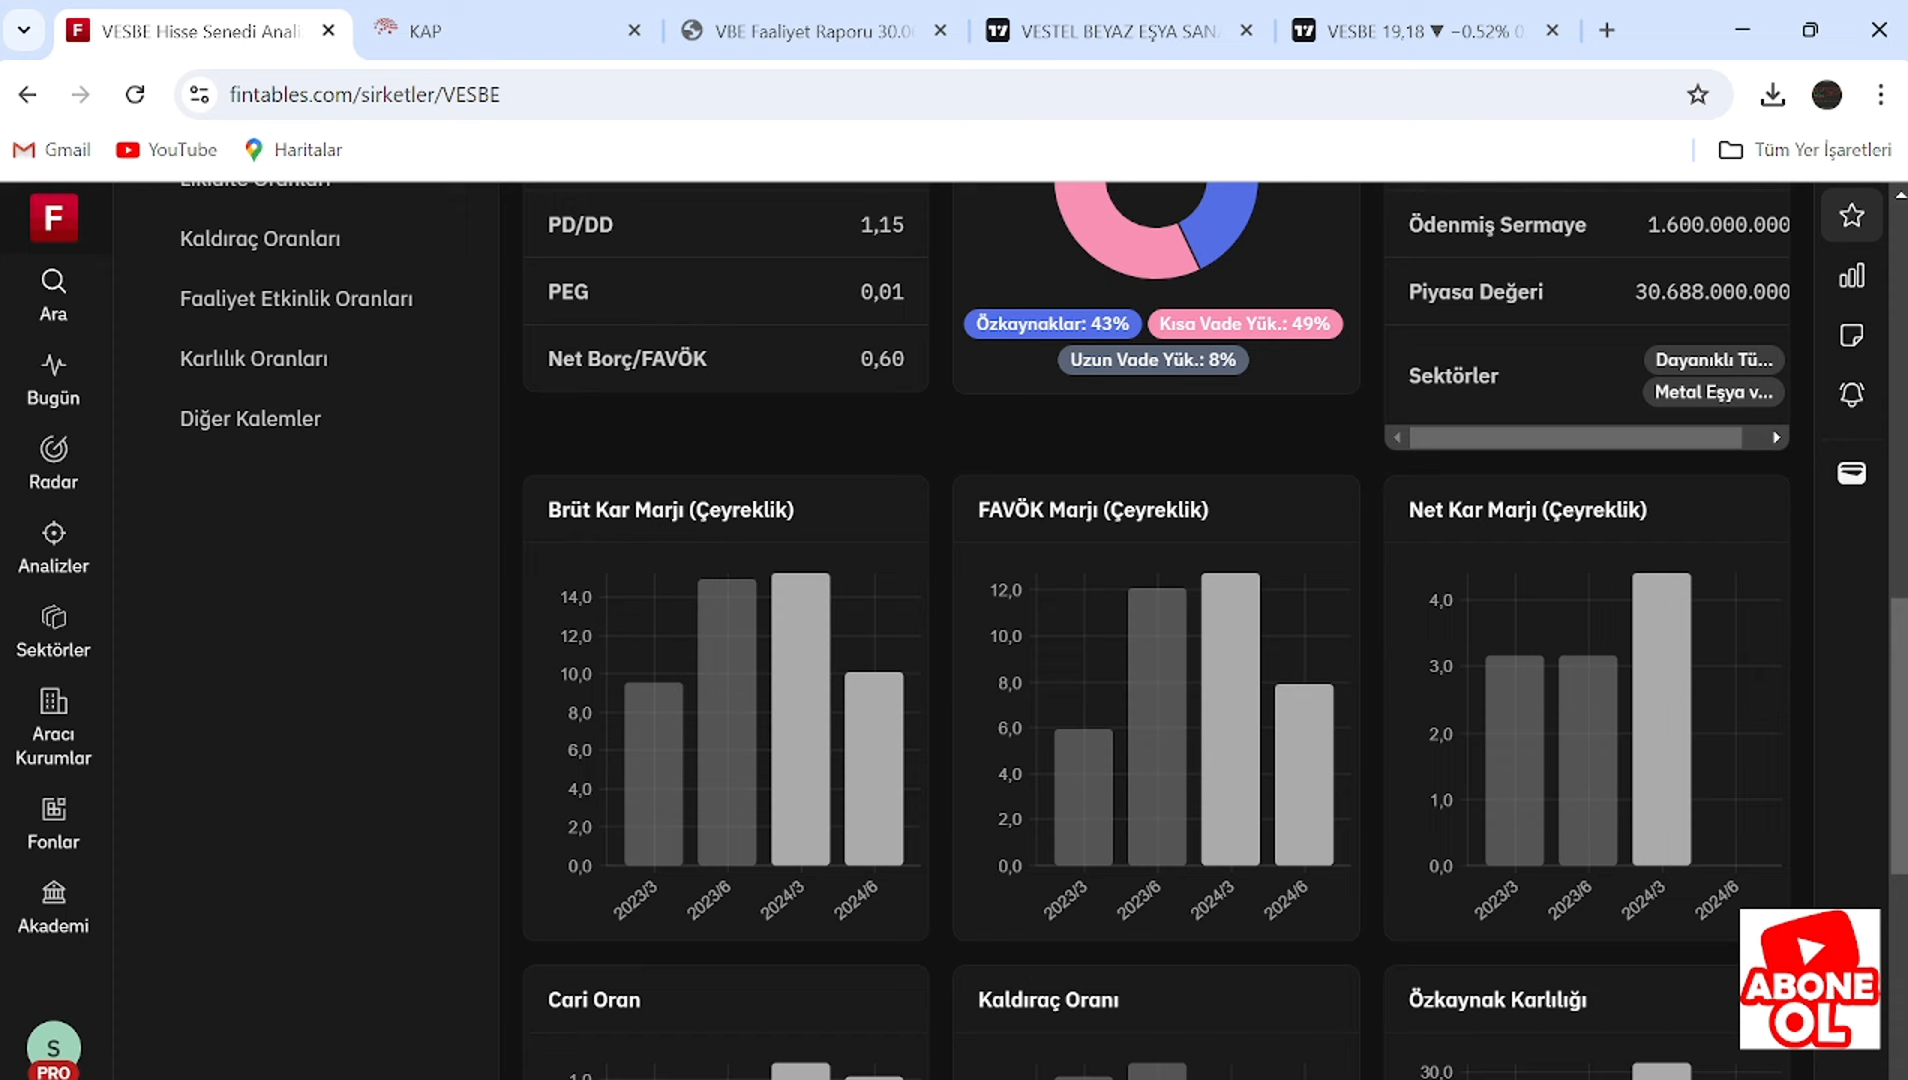 VESBE Hisse Senedi Anali
KAP
VBE Faaliyet Raporu 30.0
VESTEL BEYAZ EŞYA SAN
VESBE 19,18 ▼ −0.52% 0
fintables.com/sirketler/VESBE
Gmail
YouTube
Haritalar
Tüm Yer İşaretleri
F
Ara
Bugün
Radar
Analizler
Sektörler
Aracı
Kurumlar
Fonlar
Akademi
S
PRO
Likidite Oranları
Kaldıraç Oranları
Faaliyet Etkinlik Oranları
Karlılık Oranları
Diğer Kalemler
PD/DD 1,15
PEG 0,01
Net Borç/FAVÖK 0,60
Özkaynaklar: 43% Kısa Vade Yük.: 49%
Uzun Vade Yük.: 8%
Ödenmiş Sermaye 1.600.000.000
Piyasa Değeri 30.688.000.000
Sektörler
Dayanıklı Tü...
Metal Eşya v...
Brüt Kar Marjı (Çeyreklik)
14,0
12,0
10,0
8,0
6,0
4,0
2,0
0,0
2023/3 2023/6 2024/3 2024/6
FAVÖK Marjı (Çeyreklik)
12,0
10,0
8,0
6,0
4,0
2,0
0,0
2023/3 2023/6 2024/3 2024/6
Net Kar Marjı (Çeyreklik)
4,0
3,0
2,0
1,0
0,0
2023/3 2023/6 2024/3 2024/6
Cari Oran
Kaldıraç Oranı
Özkaynak Karlılığı
30,0
ABONE
OL